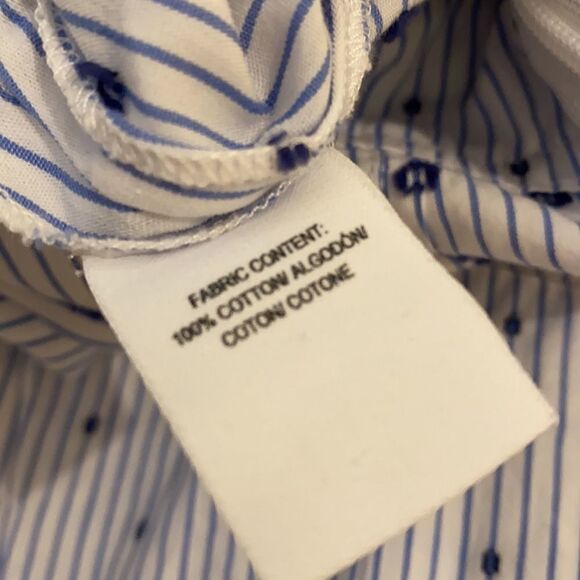 FABRIC CONTENT:
100% COTTON/ ALGODÓN/
COTON/ COTONE